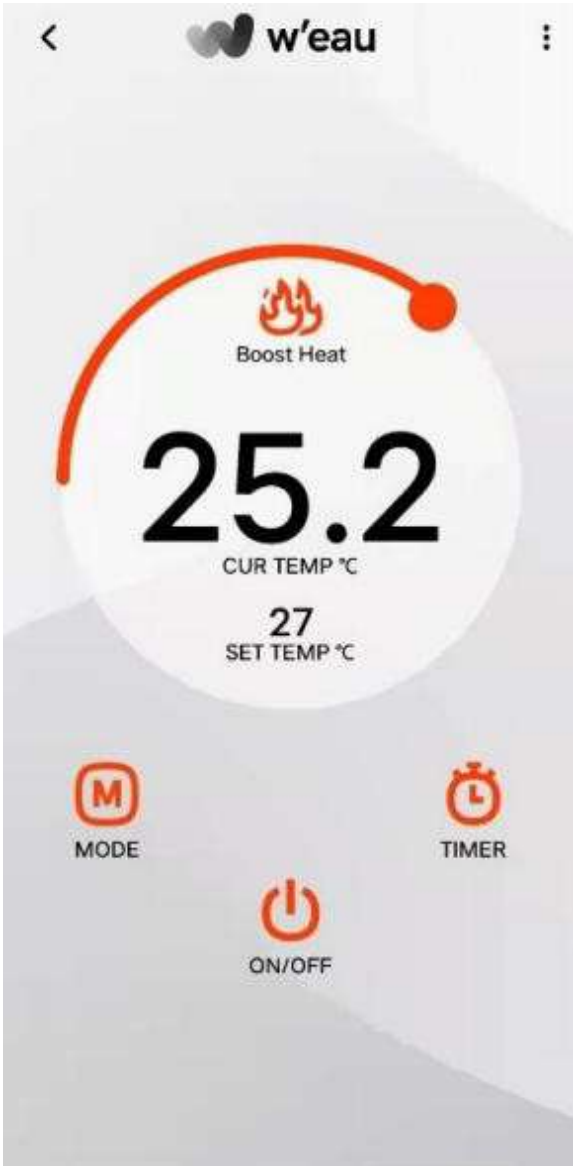 w'eau
Boost Heat
25.2
CUR TEMP °C
27
SET TEMP °C
M
MODE
TIMER
ON/OFF